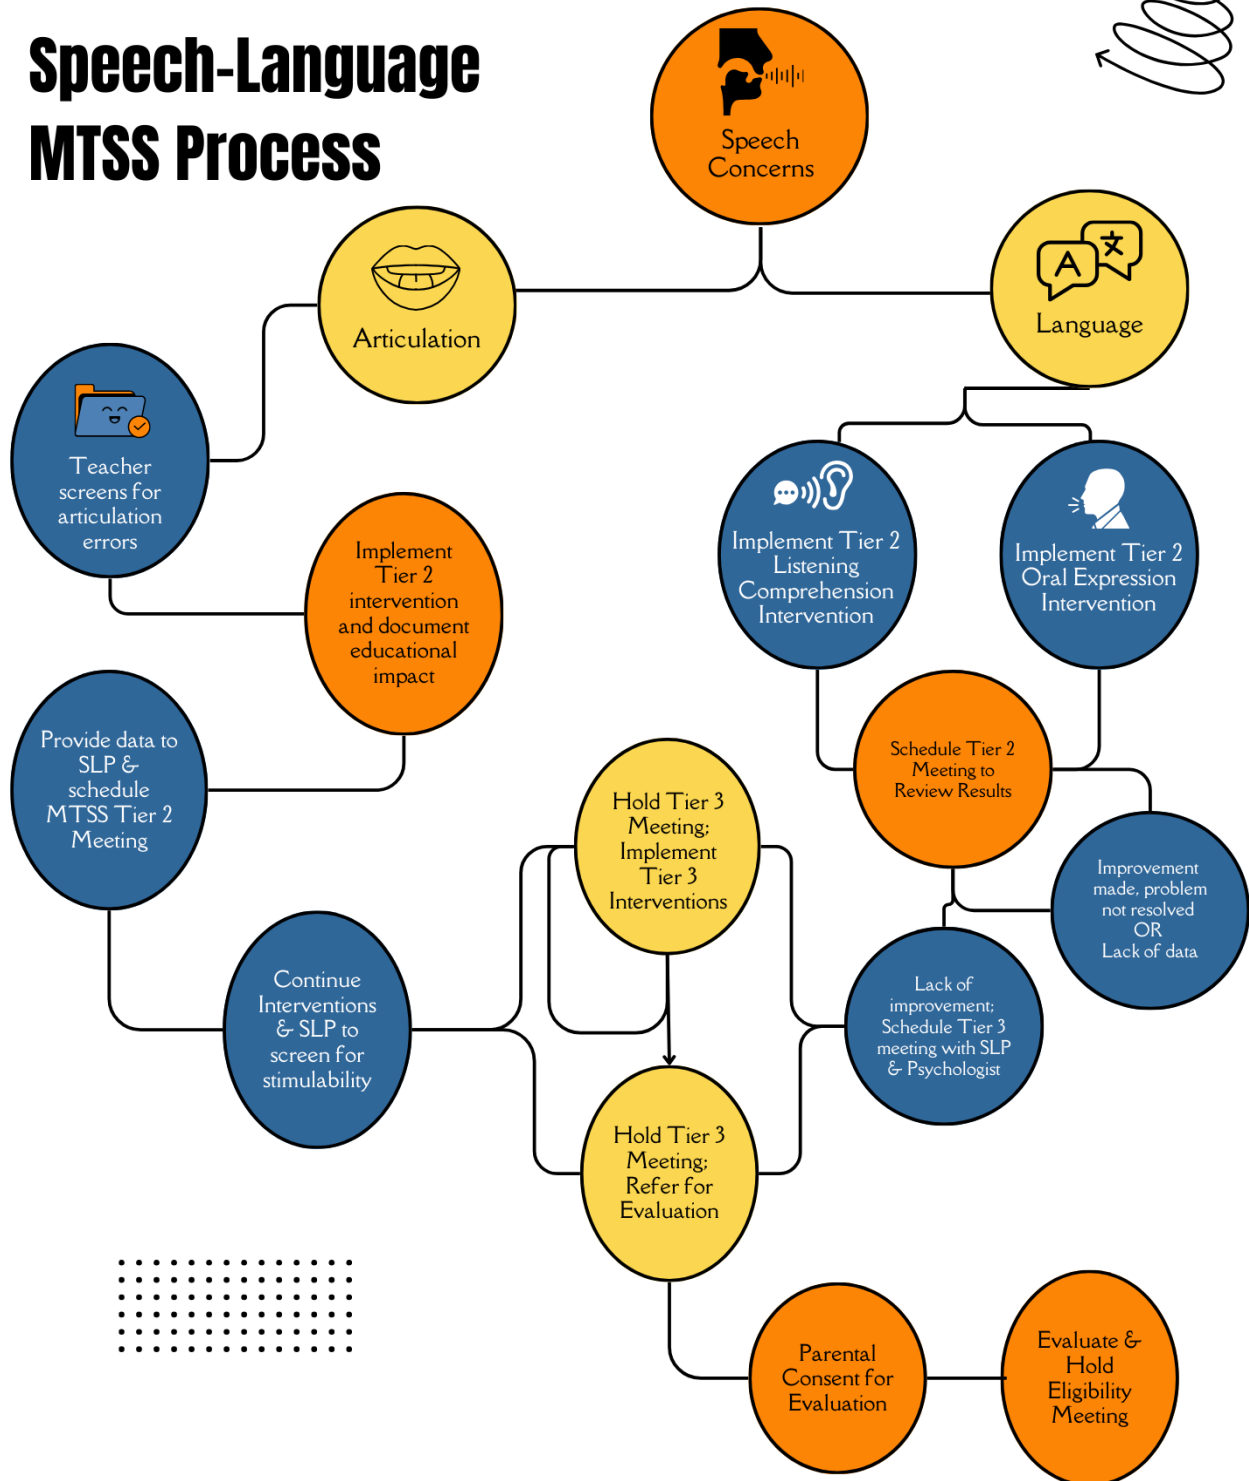 Speech-Language
MTSS Process
Speech
Concerns
Articulation
A 文
Language
Teacher
screens for
articulation
errors
Implement
Tier 2
intervention
and document
educational
impact
Implement Tier 2
Listening
Comprehension
Intervention
Implement Tier 2
Oral Expression
Intervention
Provide data to
SLP &
schedule
MTSS Tier 2
Meeting
Schedule Tier 2
Meeting to
Review Results
Hold Tier 3
Meeting;
Implement
Tier 3
Interventions
Improvement
made, problem
not resolved
OR
Lack of data
Continue
Interventions
& SLP to
screen for
stimulability
Lack of
improvement;
Schedule Tier 3
meeting with SLP
& Psychologist
Hold Tier 3
Meeting;
Refer for
Evaluation
Parental
Consent for
Evaluation
Evaluate &
Hold
Eligibility
Meeting